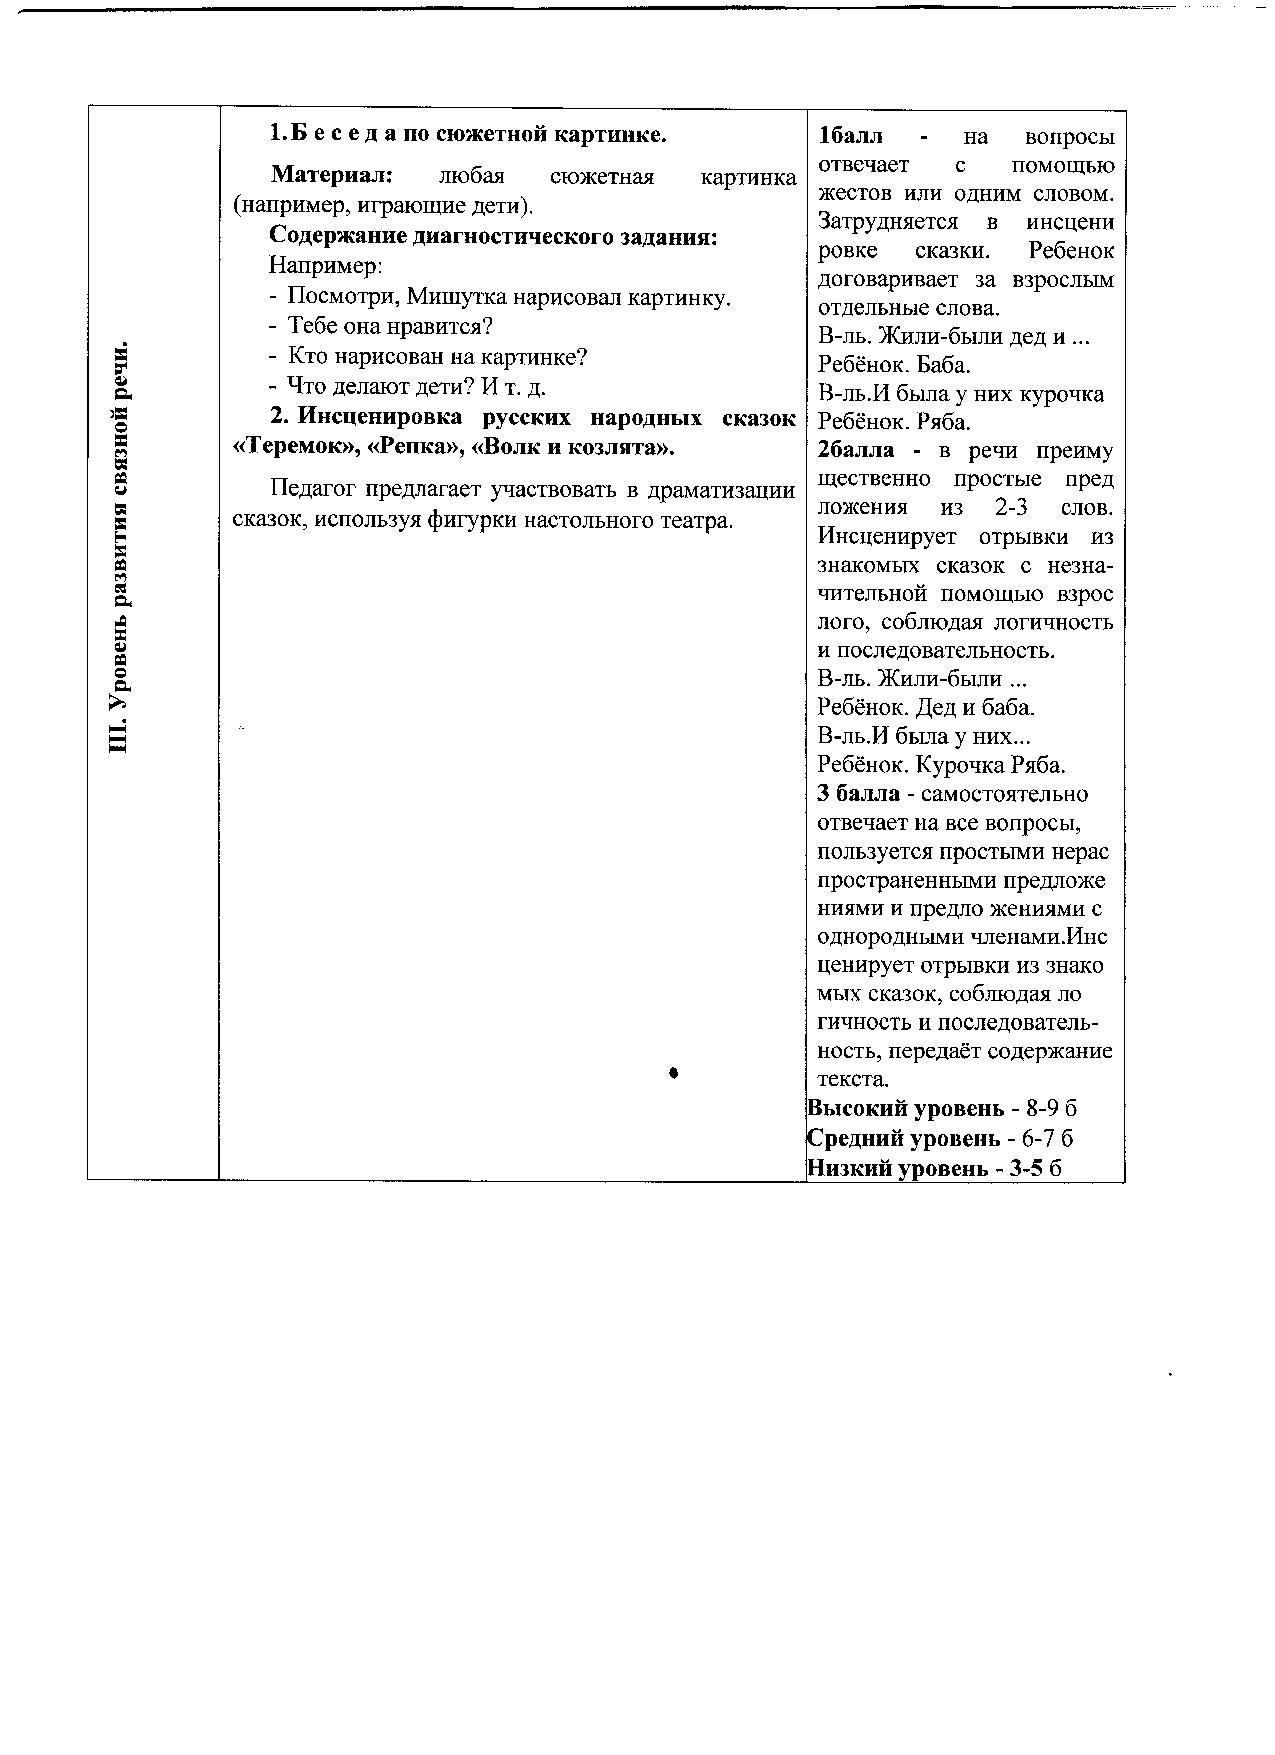 III. Уровень развития связной речи.
1.Б е с е д а по сюжетной картинке.
Материал: любая сюжетная картинка
(например, играющие дети).
Содержание диагностического задания:
Например:
- Посмотри, Мишутка нарисовал картинку.
- Тебе она нравится?
- Кто нарисован на картинке?
- Что делают дети? И т. д.
2. Инсценировка русских народных сказок
«Теремок», «Репка», «Волк и козлята».
Педагог предлагает участвовать в драматизации
сказок, используя фигурки настольного театра.
1балл - на вопросы
отвечает с помощью
жестов или одним словом.
Затрудняется в инсцени
ровке сказки. Ребенок
договаривает за взрослым
отдельные слова.
В-ль. Жили-были дед и ...
Ребёнок. Баба.
В-ль.И была у них курочка
Ребёнок. Ряба.
2балла - в речи преиму
щественно простые пред
ложения из 2-3 слов.
Инсценирует отрывки из
знакомых сказок с незна-
чительной помощью взрос
лого, соблюдая логичность
и последовательность.
В-ль. Жили-были ...
Ребёнок. Дед и баба.
В-ль.И была у них...
Ребёнок. Курочка Ряба.
3 балла - самостоятельно
отвечает на все вопросы,
пользуется простыми нерас
пространенными предложе
ниями и предло жениями с
однородными членами.Инс
ценирует отрывки из знако
мых сказок, соблюдая ло
гичность и последователь-
ность, передаёт содержание
текста.
Высокий уровень - 8-9 б
Средний уровень - 6-7 б
Низкий уровень - 3-5 б